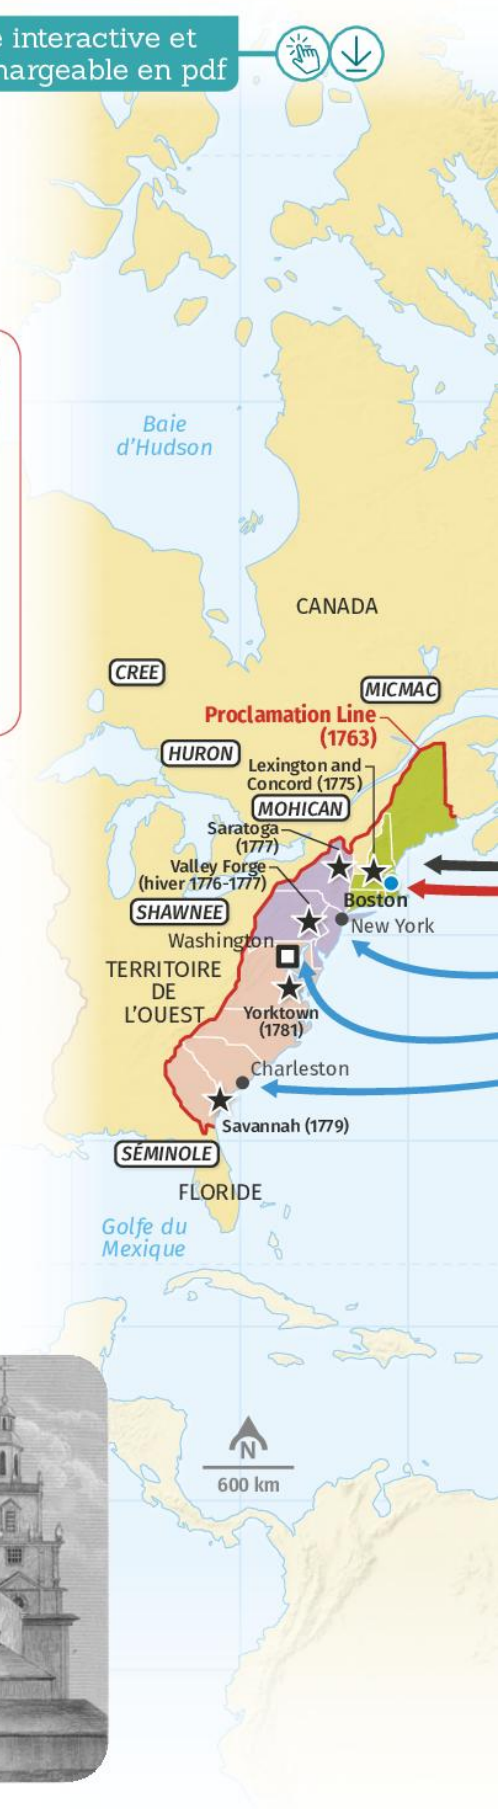 e interactive et
hargeable en pdf
Baie
d’Hudson
CANADA
CREE
MICMAC
Proclamation Line
(1763)
HURON
Lexington and
Concord (1775)
MOHICAN
Saratoga
(1777)
Valley Forge
(hiver 1776-1777)
SHAWNEE
Boston
New York
Washington
TERRITOIRE
DE
L’OUEST
Yorktown
(1781)
Charleston
Savannah (1779)
SÉMINOLE
FLORIDE
Golfe du
Mexique
N
600 km